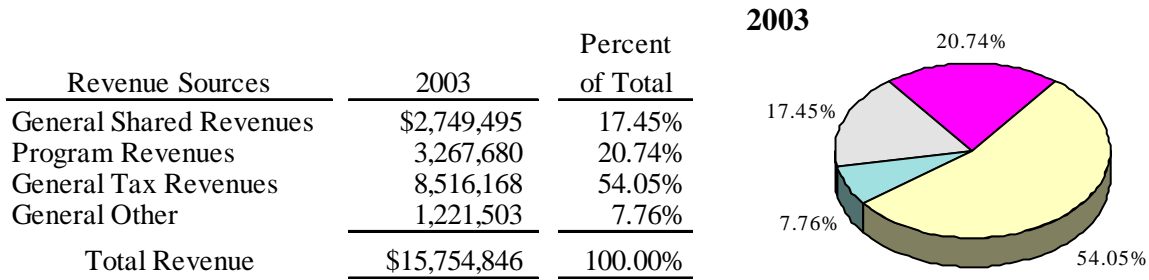 Percent
Revenue Sources 2003 of Total
General Shared Revenues $2,749,495 17.45%
Program Revenues 3,267,680 20.74%
General Tax Revenues 8,516,168 54.05%
General Other 1,221,503 7.76%
Total Revenue $15,754,846 100.00%
2003
20.74%
17.45%
7.76%
54.05%